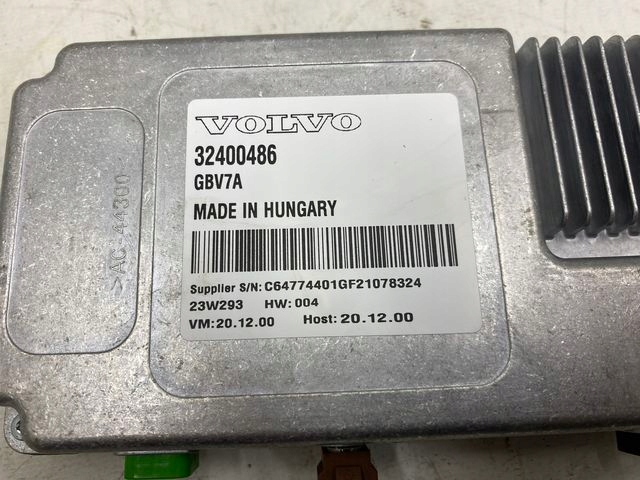 VOLVO
32400486
GBV7A
MADE IN HUNGARY
Supplier S/N: C64774401GF21078324
23W293 HW: 004
VM: 20.12.00 Host: 20.12.00
>AC-44300<